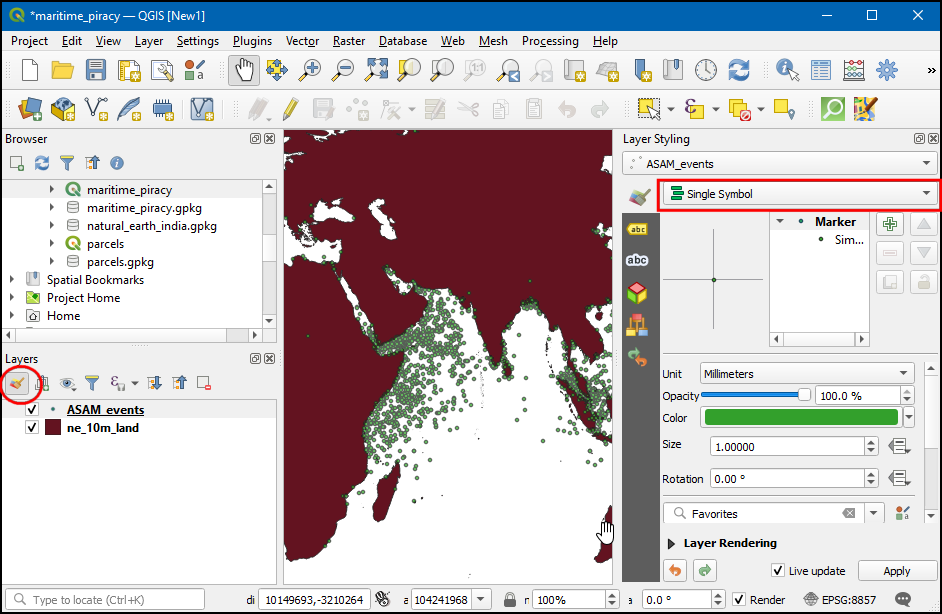 *maritime_piracy — QGIS [New1]
Project Edit View Layer Settings Plugins Vector Raster Database Web Mesh Processing Help
Browser
maritime_piracy
maritime_piracy.gpkg
natural_earth_india.gpkg
parcels
parcels.gpkg
Spatial Bookmarks
Project Home
Home
Layers
ASAM_events
ne_10m_land
Layer Styling
ASAM_events
Single Symbol
abc
abc
Marker
Sim...
Unit Millimeters
Opacity 100.0 %
Color
Size 1.00000
Rotation 0.00 °
Favorites
Layer Rendering
Live update Apply
Type to locate (Ctrl+K) di 10149693,-3210264 a 104241968 100% a 0.0 ° Render EPSG:8857